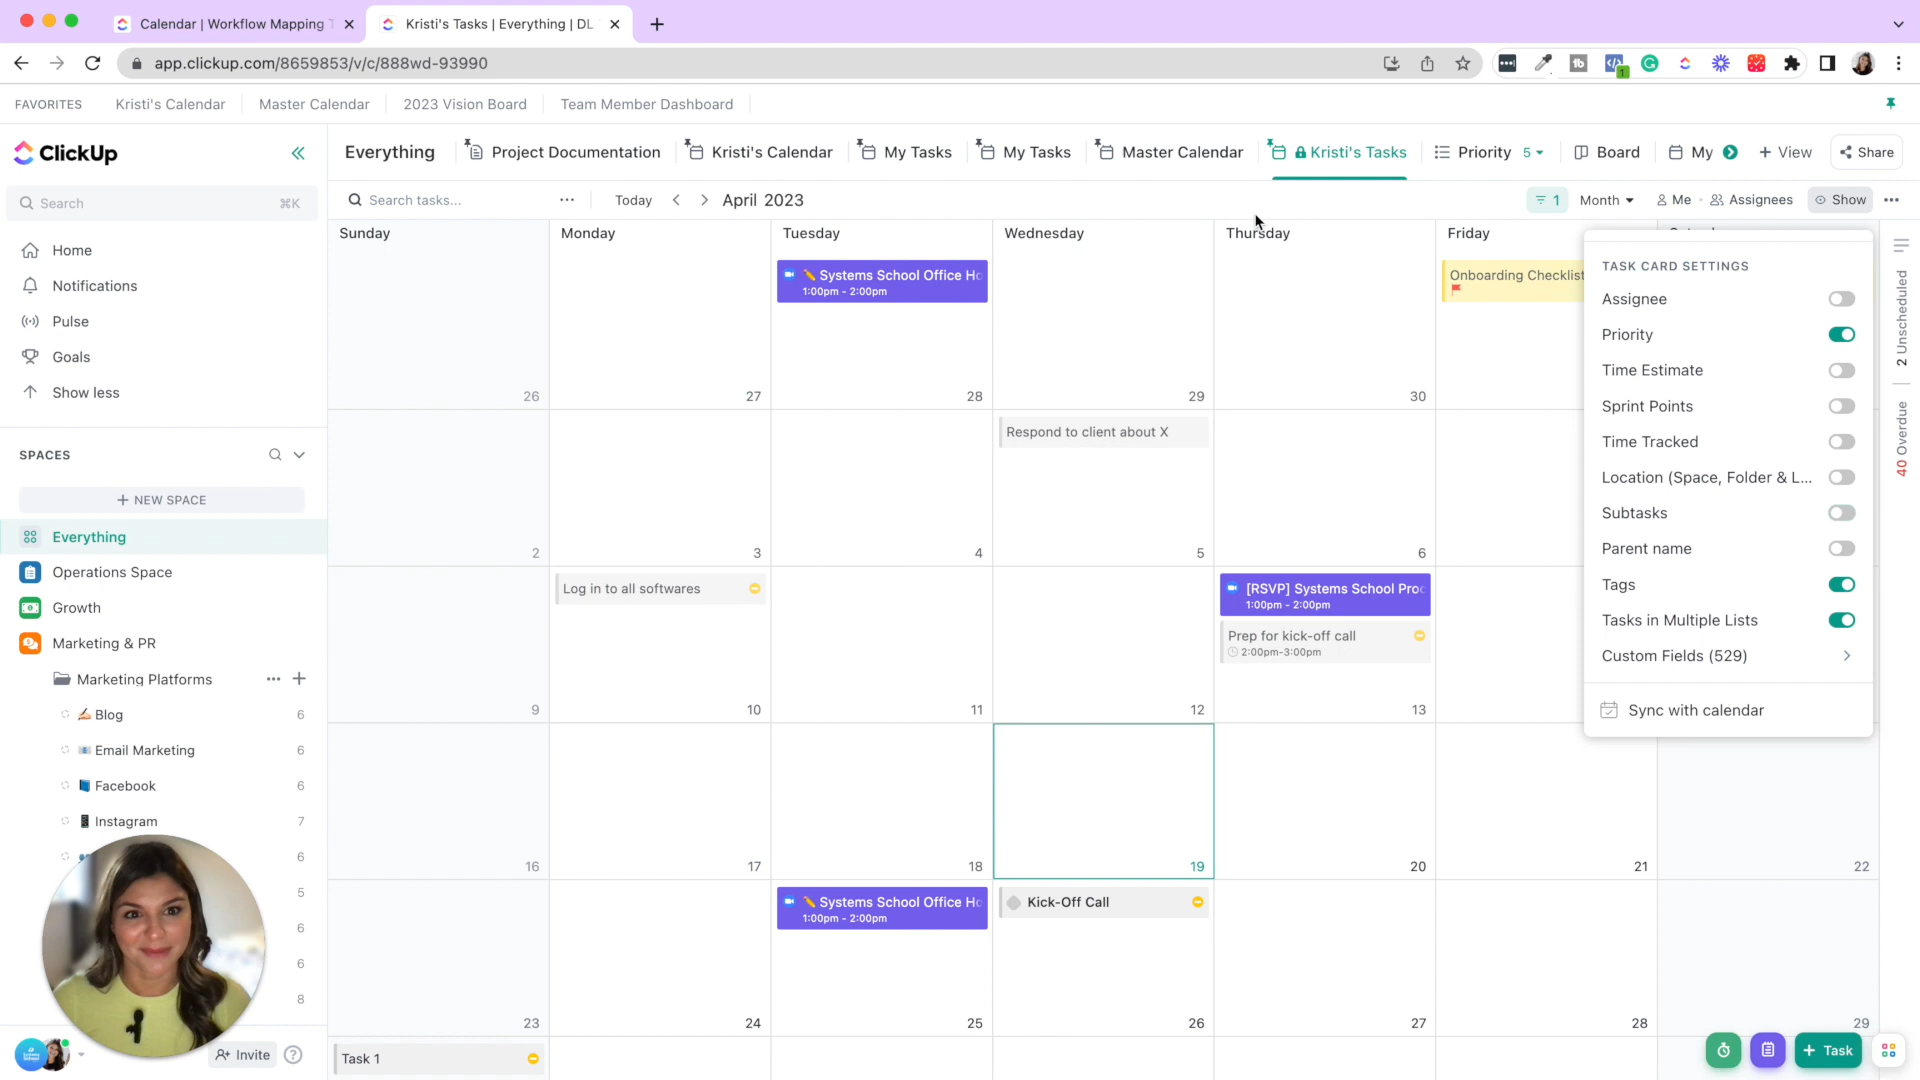 Calendar | Workflow Mapping
Kristi's Tasks | Everything | DL
app.clickup.com/8659853/v/c/888wd-93990
1
FAVORITES
Kristi's Calendar
Master Calendar
2023 Vision Board
Team Member Dashboard
ClickUp
Everything
Project Documentation
Kristi's Calendar
My Tasks
My Tasks
Master Calendar
Kristi's Tasks
Priority 5
Board
My
+ View
Share
Search ⌘K
Search tasks...
Today
April 2023
1
Month
Me
Assignees
Show
Home
Notifications
Pulse
Goals
Show less
SPACES
+ NEW SPACE
Everything
Operations Space
Growth
Marketing & PR
Marketing Platforms
Blog 6
Email Marketing 6
Facebook 6
Instagram 7
6
5
6
6
8
Invite
?
Sunday
Monday
Tuesday
Wednesday
Thursday
Friday
Systems School Office Ho
1:00pm - 2:00pm
Onboarding Checklist
26
27
28
29
30
Respond to client about X
2
3
4
5
6
Log in to all softwares
[RSVP] Systems School Proc
1:00pm - 2:00pm
Prep for kick-off call
2:00pm-3:00pm
9
10
11
12
13
16
17
18
19
20
21
22
Systems School Office Ho
1:00pm - 2:00pm
Kick-Off Call
23
24
25
26
27
28
29
Task 1
TASK CARD SETTINGS
Assignee
Priority
Time Estimate
Sprint Points
Time Tracked
Location (Space, Folder & L...
Subtasks
Parent name
Tags
Tasks in Multiple Lists
Custom Fields (529)
Sync with calendar
2 Unscheduled
40 Overdue
+ Task